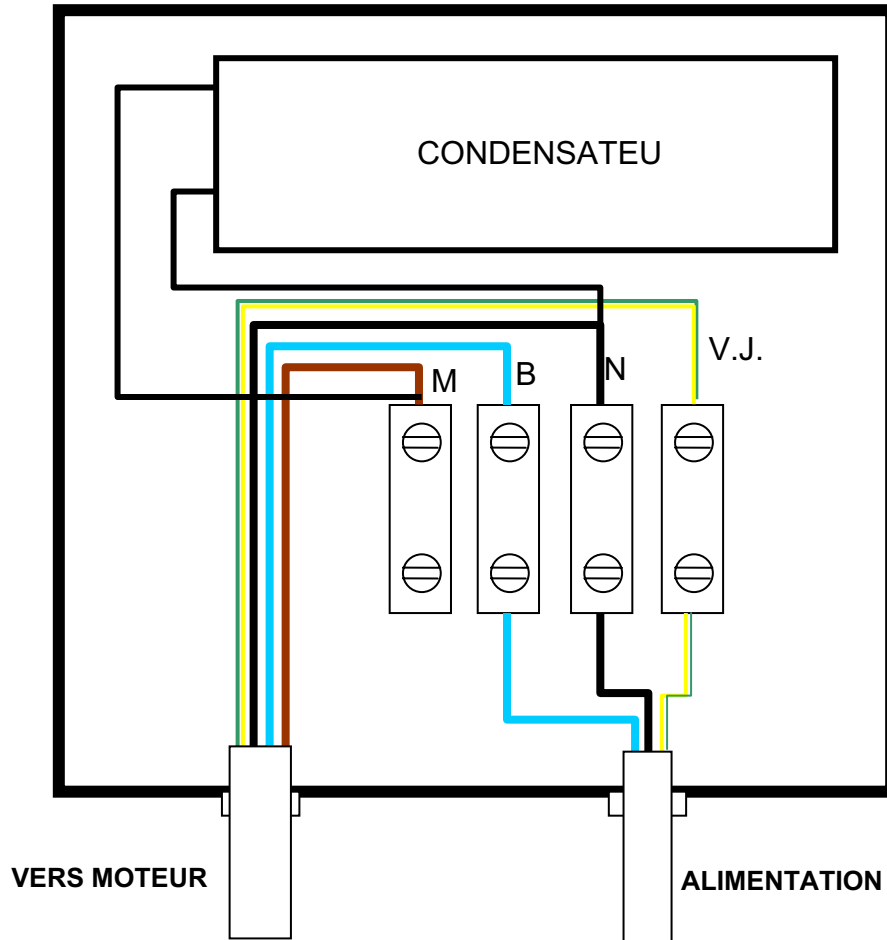 CONDENSATEU
V.J.
M
B
N
VERS MOTEUR
ALIMENTATION